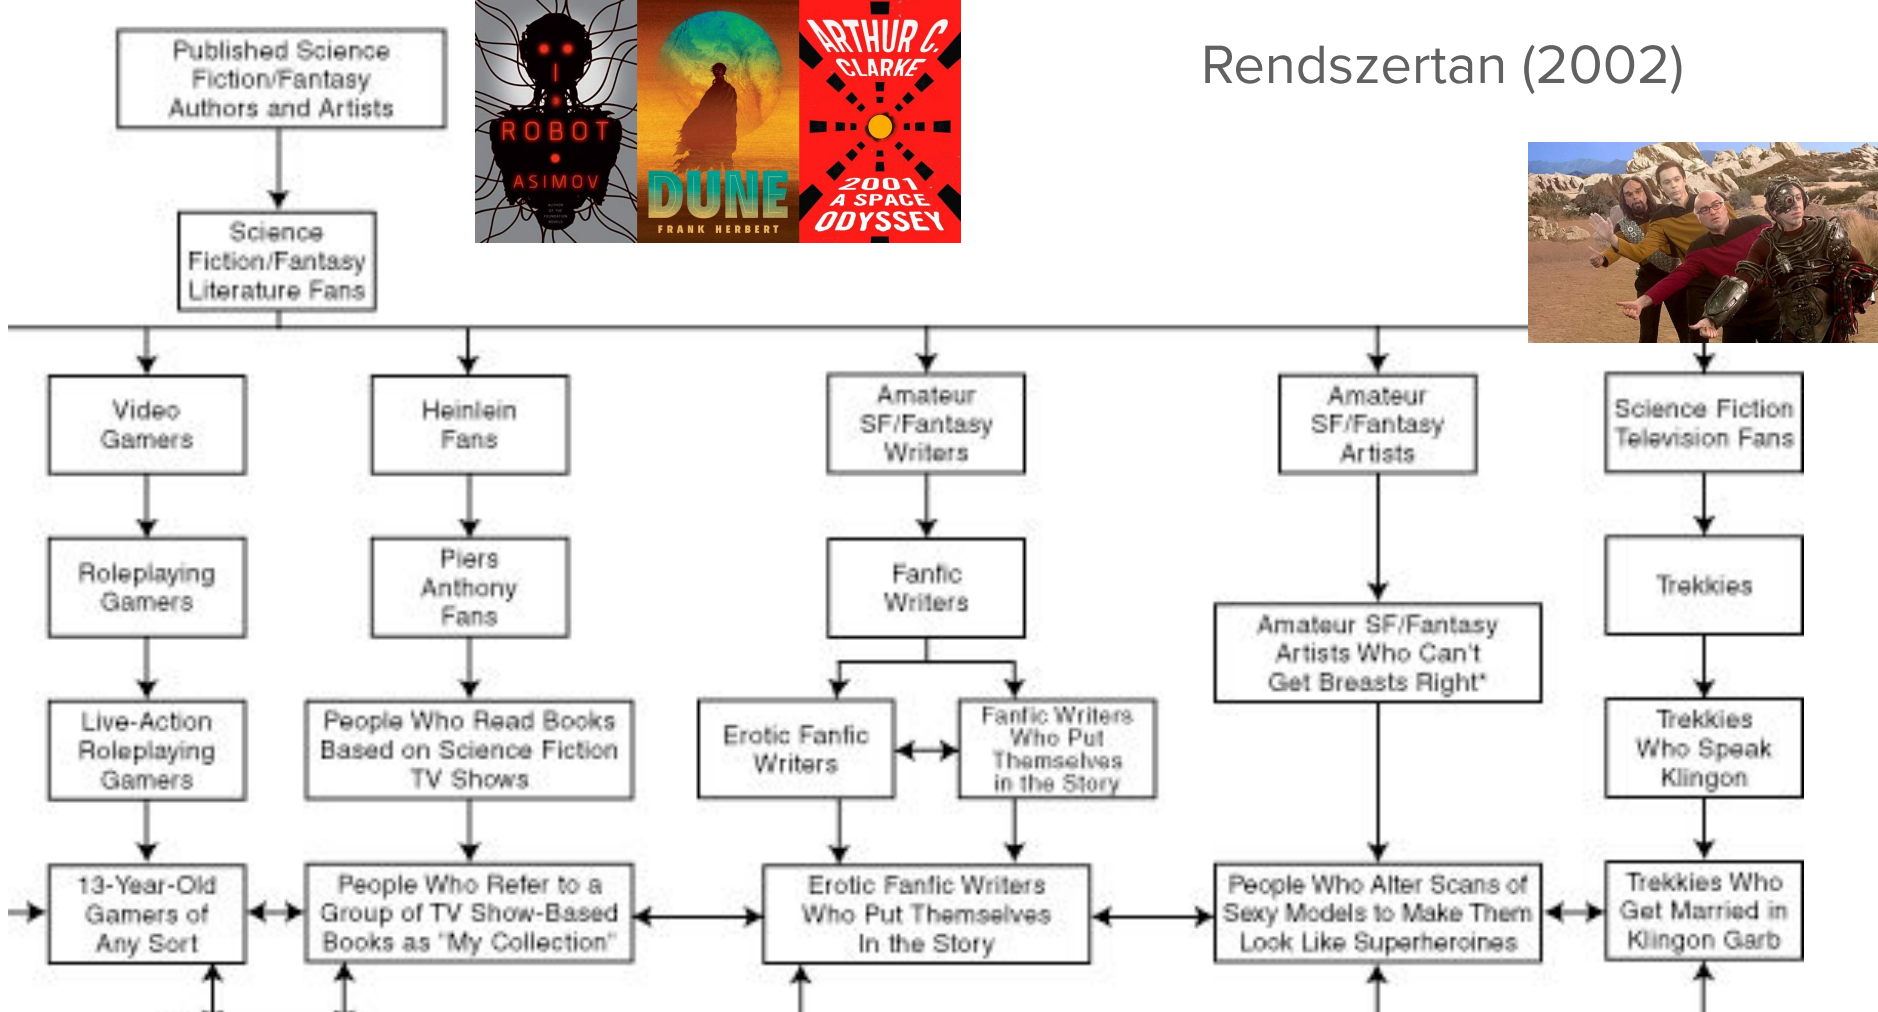 Published Science
Fiction/Fantasy
Authors and Artists
I
ROBOT
ASIMOV
DUNE
FRANK HERBERT
ARTHUR C.
CLARKE
2001
A SPACE
ODYSSEY
Rendszertan (2002)
Science
Fiction/Fantasy
Literature Fans
Video
Gamers
Heinlein
Fans
Amateur
SF/Fantasy
Writers
Amateur
SF/Fantasy
Artists
Science Fiction
Television Fans
Roleplaying
Gamers
Piers
Anthony
Fans
Fanfic
Writers
Amateur SF/Fantasy
Artists Who Can't
Get Breasts Right*
Trekkies
Live-Action
Roleplaying
Gamers
People Who Read Books
Based on Science Fiction
TV Shows
Erotic Fanfic
Writers
Fanfic Writers
Who Put
Themselves
in the Story
Trekkies
Who Speak
Klingon
13-Year-Old
Gamers of
Any Sort
People Who Refer to a
Group of TV Show-Based
Books as "My Collection"
Erotic Fanfic Writers
Who Put Themselves
In the Story
People Who Alter Scans of
Sexy Models to Make Them
Look Like Superheroines
Trekkies Who
Get Married in
Klingon Garb